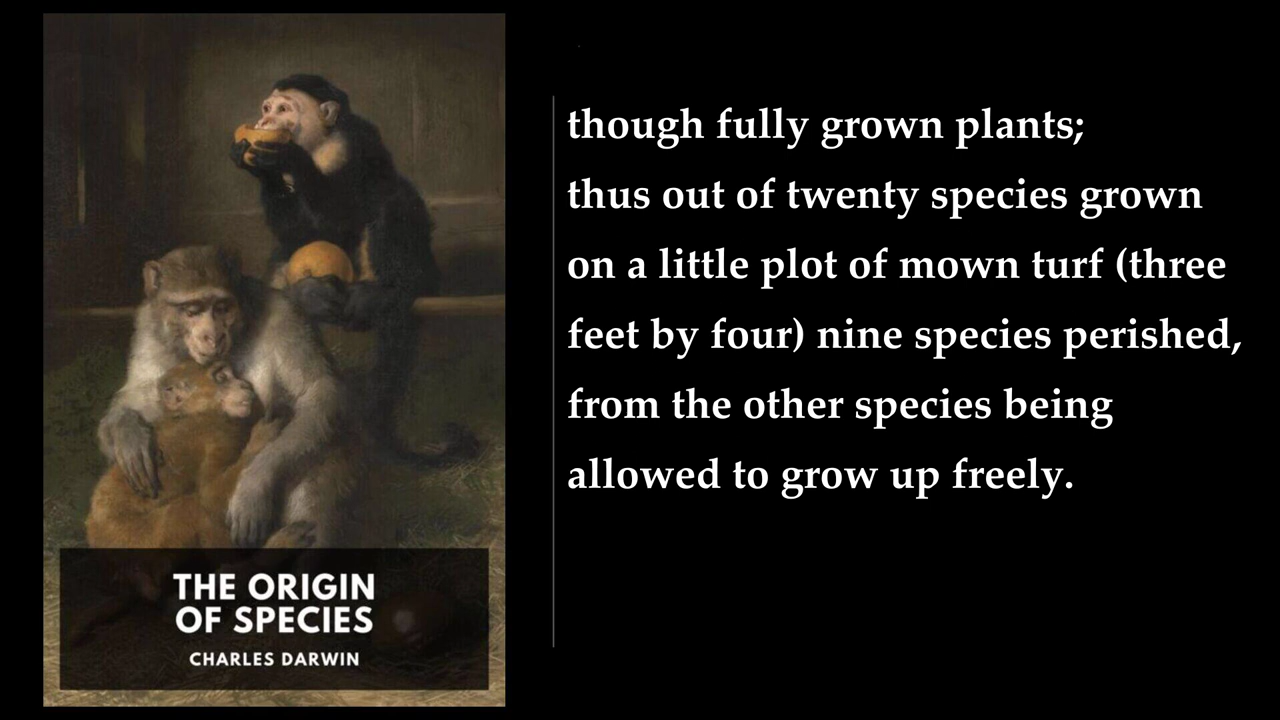 THE ORIGIN
OF SPECIES
CHARLES DARWIN
though fully grown plants;
thus out of twenty species grown
on a little plot of mown turf (three
feet by four) nine species perished,
from the other species being
allowed to grow up freely.